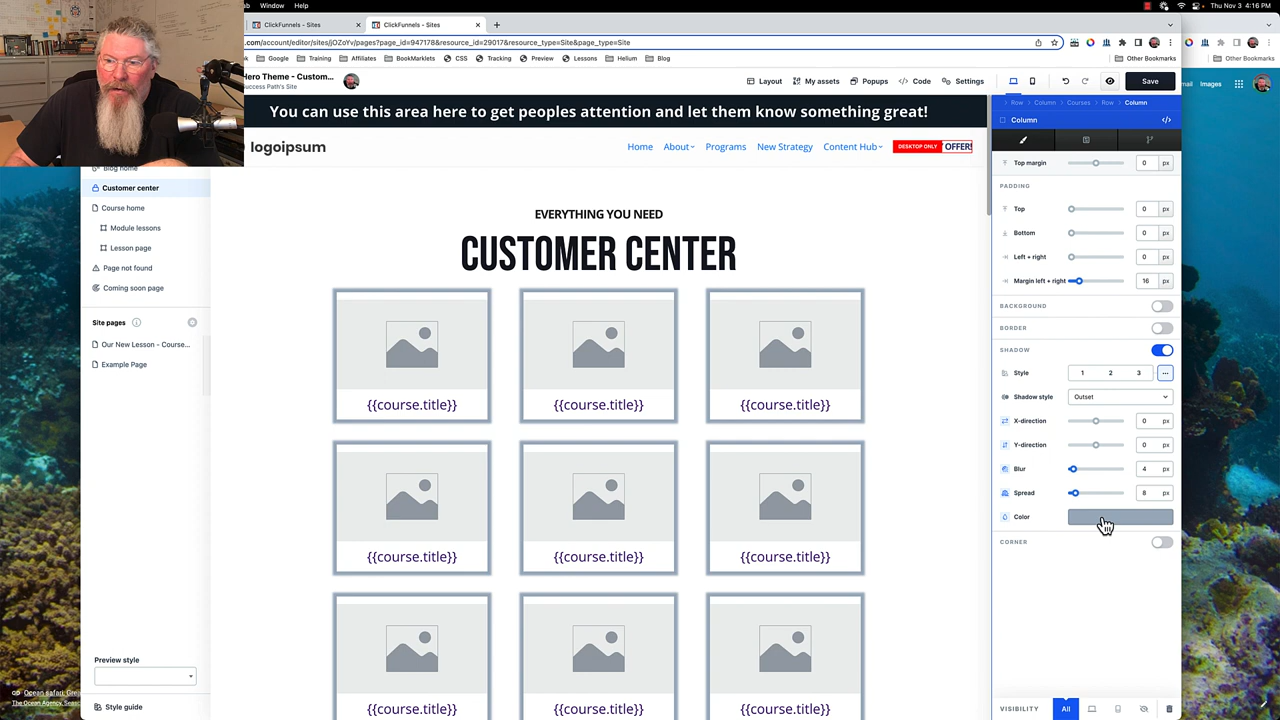 Window Help
Thu Nov 3 4:16 PM
ClickFunnels - Sites
ClickFunnels - Sites
.com/account/editor/sites/jOZoYv/pages?page_id=947178&resource_id=29017&resource_type=Site&page_type=Site
Google
Training
Affiliates
BookMarklets
CSS
Tracking
Preview
Lessons
Helium
Blog
Other Bookmarks
Other Bookmarks
Hero Theme - Custom...
Success Path's Site
Layout
My assets
Popups
Code
Settings
Save
Images
You can use this area here to get peoples attention and let them know something great!
logoipsum
Home
About
Programs
New Strategy
Content Hub
DESKTOP ONLY OFFER!
Blog home
Customer center
Course home
Module lessons
Lesson page
Page not found
Coming soon page
Site pages
Our New Lesson - Course...
Example Page
Preview style
Style guide
Ocean safari, Grea
The Ocean Agency, Seas
EVERYTHING YOU NEED
CUSTOMER CENTER
{{course.title}}
{{course.title}}
{{course.title}}
{{course.title}}
{{course.title}}
{{course.title}}
{{course.title}}
{{course.title}}
{{course.title}}
Row
Column
Courses
Row
Column
Column
Top margin 0 px
PADDING
Top 0 px
Bottom 0 px
Left + right 0 px
Margin left + right 16 px
BACKGROUND
BORDER
SHADOW
Style 1 2 3 ...
Shadow style Outset
X-direction 0 px
Y-direction 0 px
Blur 4 px
Spread 8 px
Color
CORNER
VISIBILITY All